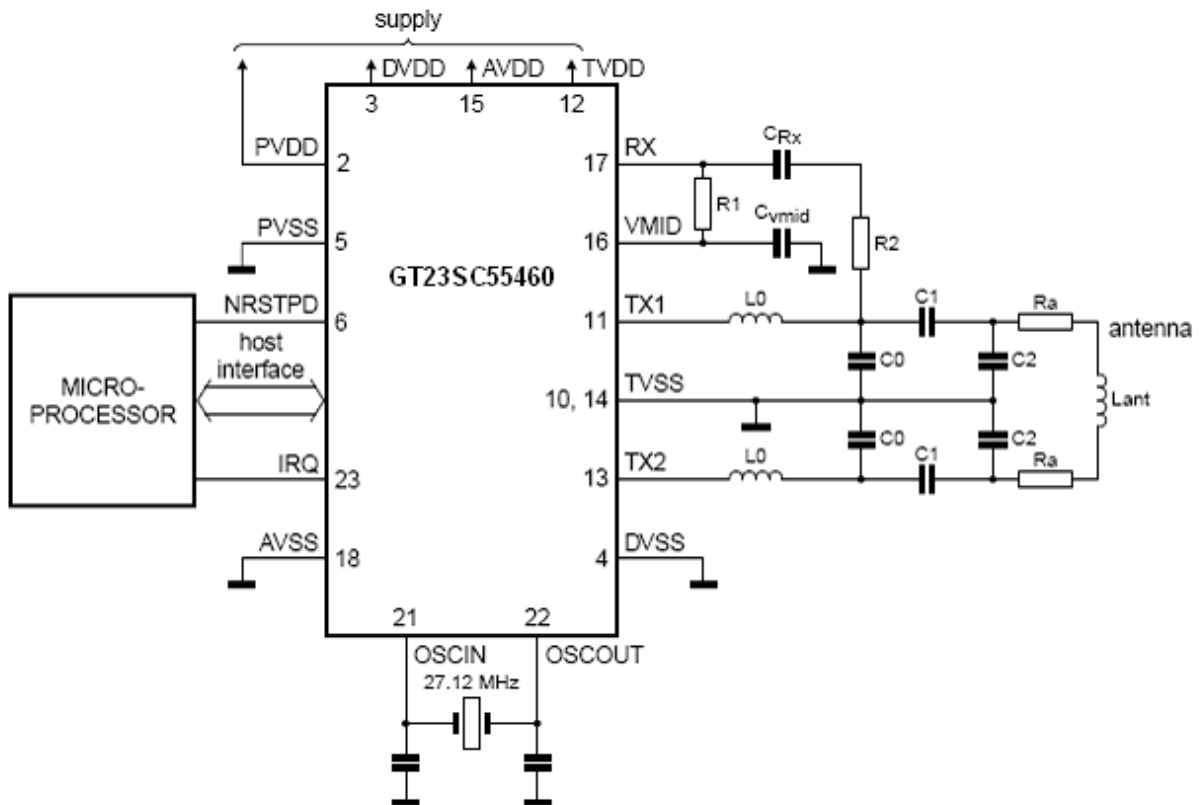 supply
DVDD
AVDD
TVDD
3
15
12
PVDD
2
17
RX
CRx
R1
PVSS
5
16
VMID
Cvmid
R2
GT23SC55460
NRSTPD
6
11
TX1
L0
C1
Ra
antenna
host
interface
MICRO-
PROCESSOR
C0
C2
10, 14
TVSS
Lant
C0
C2
IRQ
23
13
TX2
L0
C1
Ra
AVSS
18
4
DVSS
21
22
OSCIN
OSCOUT
27.12 MHz